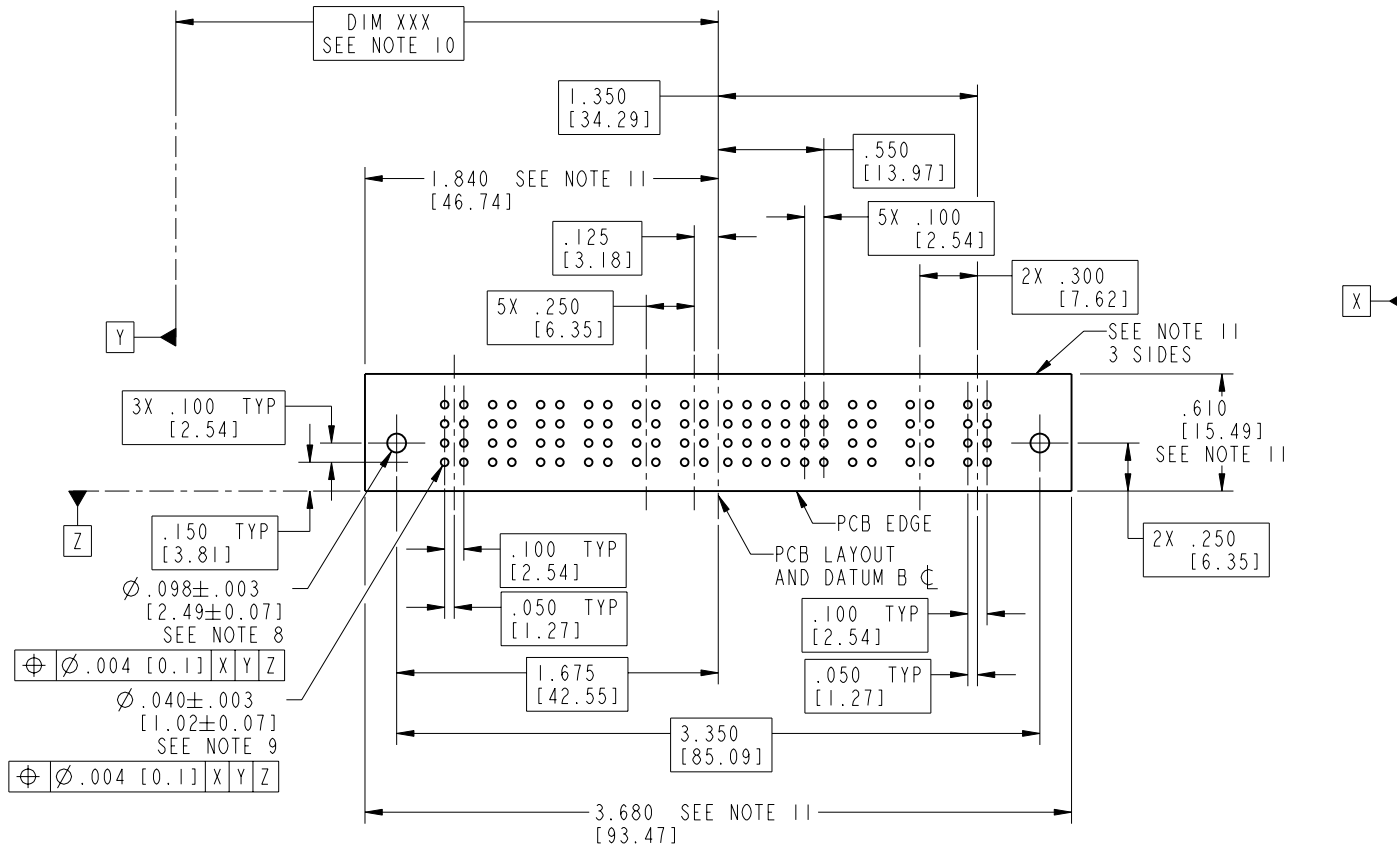 DIM XXX
SEE NOTE 10
1.350
[34.29]
.550
[13.97]
1.840 SEE NOTE 11
[46.74]
5X .100
[2.54]
.125
[3.18]
2X .300
[7.62]
5X .250
[6.35]
X
Y
SEE NOTE 11
3 SIDES
3X .100 TYP
[2.54]
.610
[15.49]
SEE NOTE 11
Z
.150 TYP
[3.81]
PCB EDGE
2X .250
[6.35]
.100 TYP
[2.54]
PCB LAYOUT
AND DATUM B ℄
Ø.098±.003
[2.49±0.07]
SEE NOTE 8
.050 TYP
[1.27]
.100 TYP
[2.54]
⌖ Ø.004 [0.1] X Y Z
1.675
[42.55]
.050 TYP
[1.27]
Ø.040±.003
[1.02±0.07]
SEE NOTE 9
3.350
[85.09]
⌖ Ø.004 [0.1] X Y Z
3.680 SEE NOTE 11
[93.47]